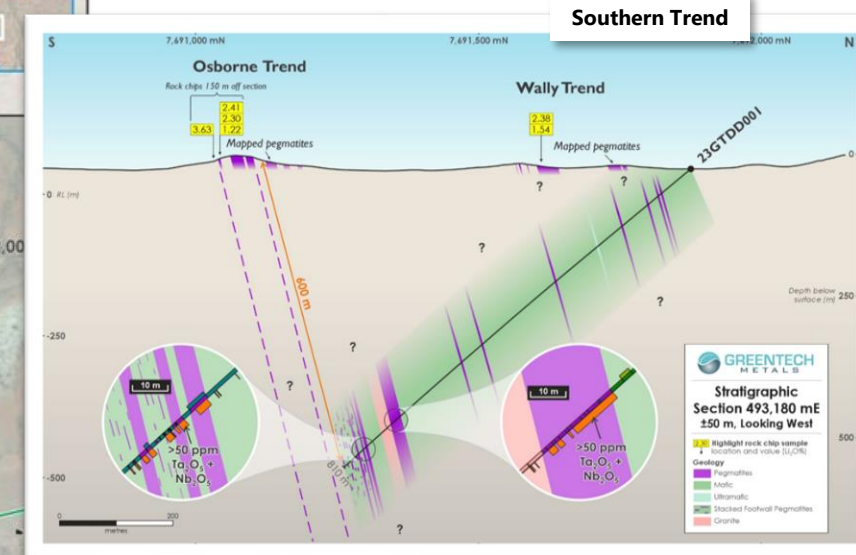 Southern Trend
S
7,691,000 mN
7,691,500 mN
N
Osborne Trend
Rock chips 150 m off section
2.41
2.30
3.63
1.22
Mapped pegmatites
Wally Trend
2.38
1.54
Mapped pegmatites
23GTDD001
0
0 RL (m)
?
?
?
?
?
?
?
600 m
Depth below
surface (m)
250
-250
10 m
>50 ppm
Ta2O5 +
Nb2O5
10 m
>50 ppm
Ta2O5 +
Nb2O5
810 m
500
-500
0
200
metres
GREENTECH
METALS
Stratigraphic
Section 493,180 mE
±50 m, Looking West
Highlight rock chip sample
location and value (Li2O%)
Geology
Pegmatites
Mafic
Ultramafic
Stacked Footwall Pegmatites
Granite